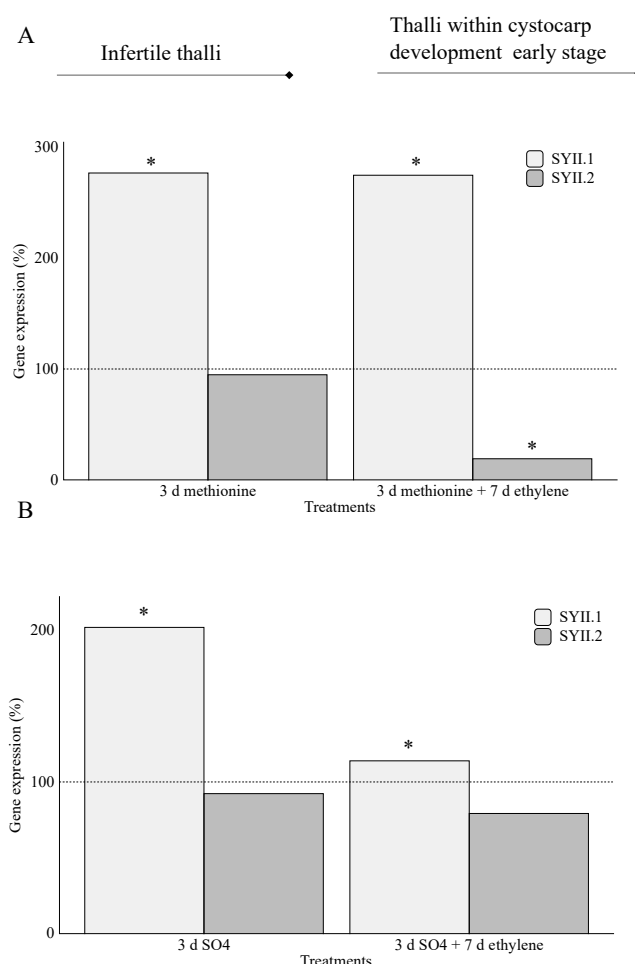 A
Infertile thalli
Thalli within cystocarp
development early stage
300
200
100
0
Gene expression (%)
*
*
*
SYII.1
SYII.2
3 d methionine
3 d methionine + 7 d ethylene
Treatments
B
200
100
0
Gene expression (%)
*
*
SYII.1
SYII.2
3 d SO4
3 d SO4 + 7 d ethylene
Treatments